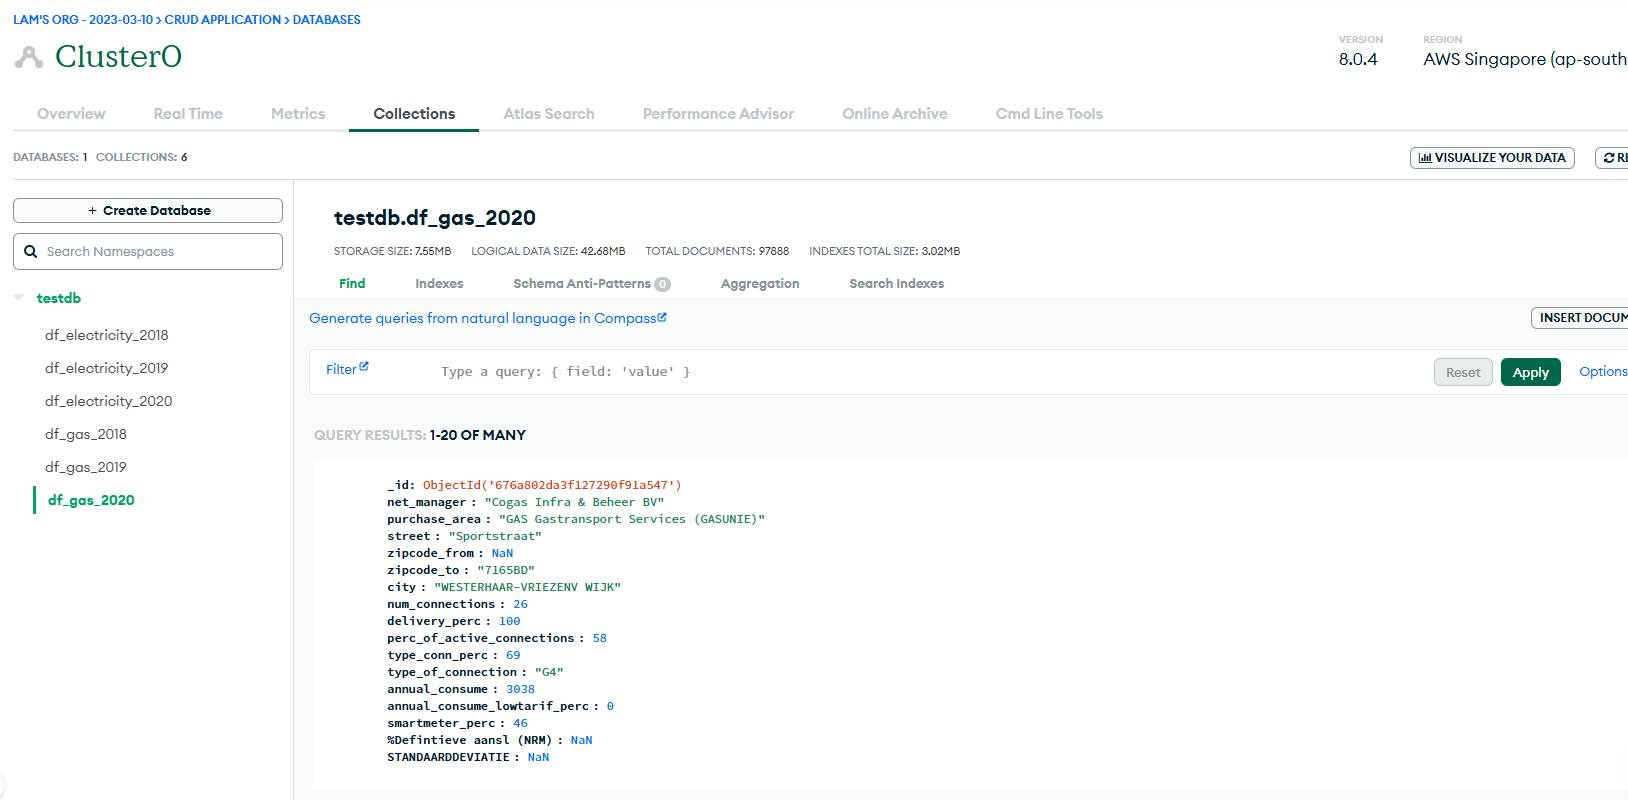 LAM'S ORG - 2023-03-10 > CRUD APPLICATION > DATABASES
Cluster0
VERSION
8.0.4
REGION
AWS Singapore (ap-south
Overview Real Time Metrics Collections Atlas Search Performance Advisor Online Archive Cmd Line Tools
DATABASES: 1 COLLECTIONS: 6
VISUALIZE YOUR DATA
RE
+ Create Database
Search Namespaces
testdb
df_electricity_2018
df_electricity_2019
df_electricity_2020
df_gas_2018
df_gas_2019
df_gas_2020
testdb.df_gas_2020
STORAGE SIZE: 7.55MB LOGICAL DATA SIZE: 42.68MB TOTAL DOCUMENTS: 97888 INDEXES TOTAL SIZE: 3.02MB
Find Indexes Schema Anti-Patterns 0 Aggregation Search Indexes
Generate queries from natural language in Compass
INSERT DOCUM
Filter Type a query: { field: 'value' } Reset Apply Options
QUERY RESULTS: 1-20 OF MANY
_id: ObjectId('676a802da3f127290f91a547')
net_manager : "Cogas Infra & Beheer BV"
purchase_area : "GAS Gastransport Services (GASUNIE)"
street : "Sportstraat"
zipcode_from : NaN
zipcode_to : "7165BD"
city : "WESTERHAAR-VRIEZENV WIJK"
num_connections : 26
delivery_perc : 100
perc_of_active_connections : 58
type_conn_perc : 69
type_of_connection : "G4"
annual_consume : 3038
annual_consume_lowtarif_perc : 0
smartmeter_perc : 46
%Defintieve aansl (NRM) : NaN
STANDAARDDEVIATIE : NaN